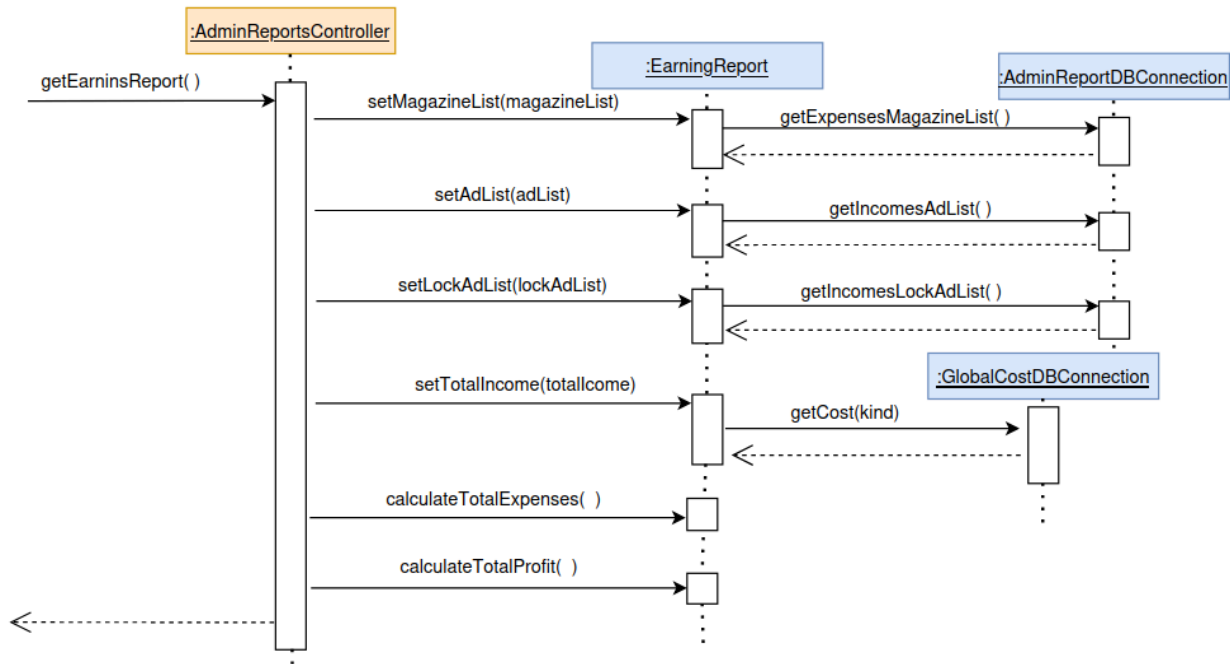 :AdminReportsController
:EarningReport
:AdminReportDBConnection
getEarninsReport( )
setMagazineList(magazineList)
getExpensesMagazineList( )
setAdList(adList)
getIncomesAdList( )
setLockAdList(lockAdList)
getIncomesLockAdList( )
:GlobalCostDBConnection
setTotalIncome(totalIcome)
getCost(kind)
calculateTotalExpenses(  )
calculateTotalProfit(  )